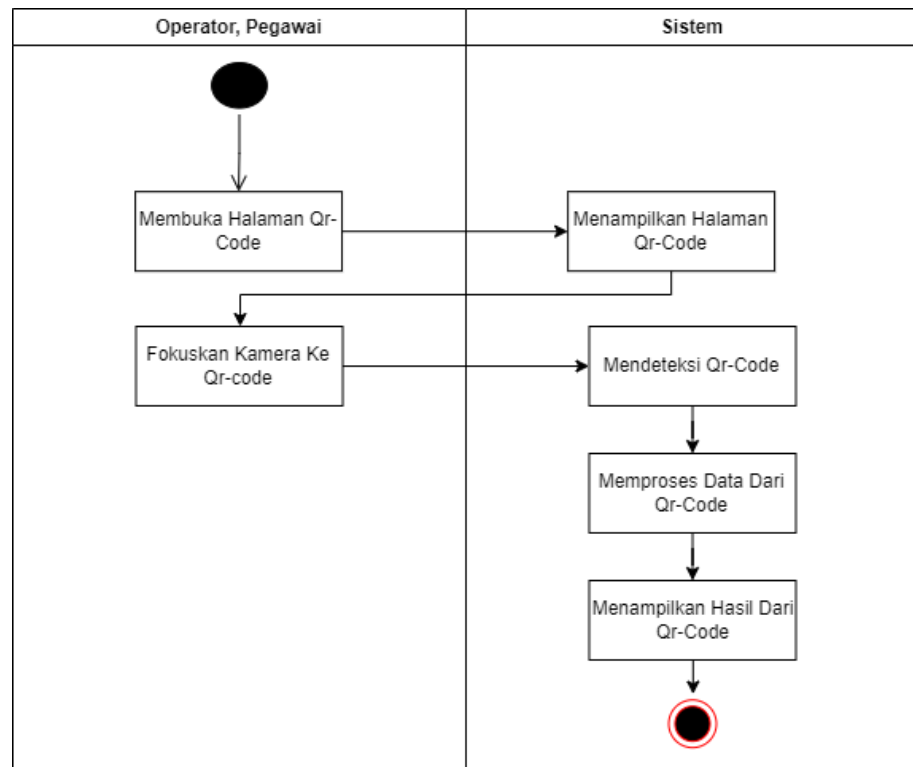 Operator, Pegawai
Sistem
Membuka Halaman Qr-
Code
Menampilkan Halaman
Qr-Code
Fokuskan Kamera Ke
Qr-code
Mendeteksi Qr-Code
Memproses Data Dari
Qr-Code
Menampilkan Hasil Dari
Qr-Code